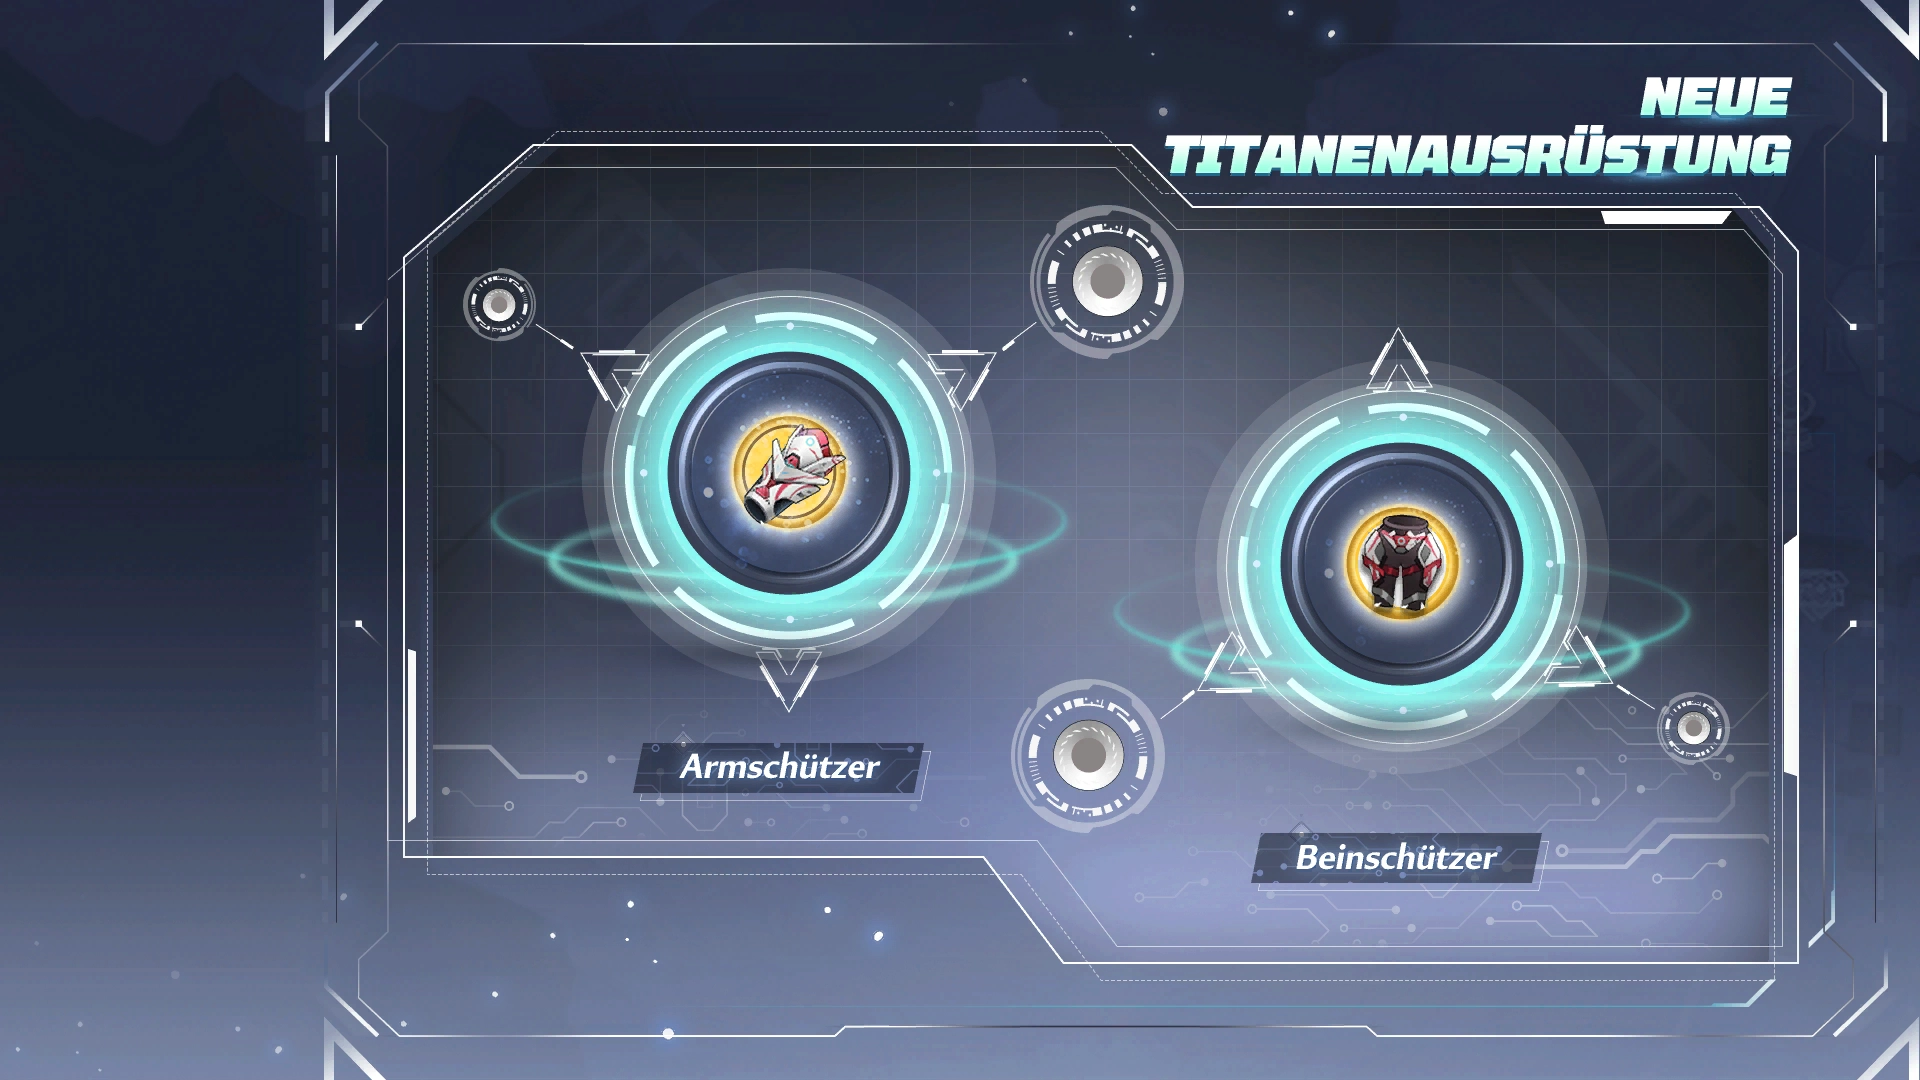 NEUE
TITANENAUSRÜSTUNG
Armschützer
Beinschützer